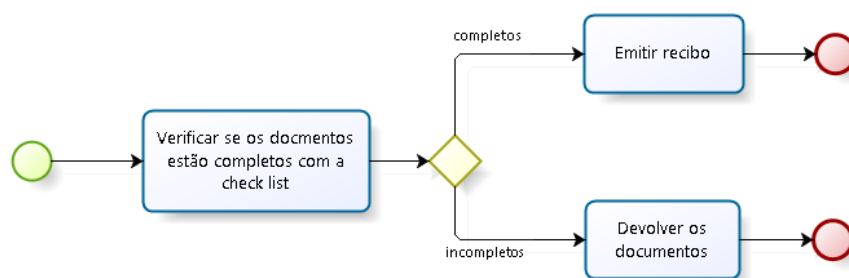 completos
Emitir recibo
Verificar se os docmentos
estão completos com a
check list
incompletos
Devolver os
documentos